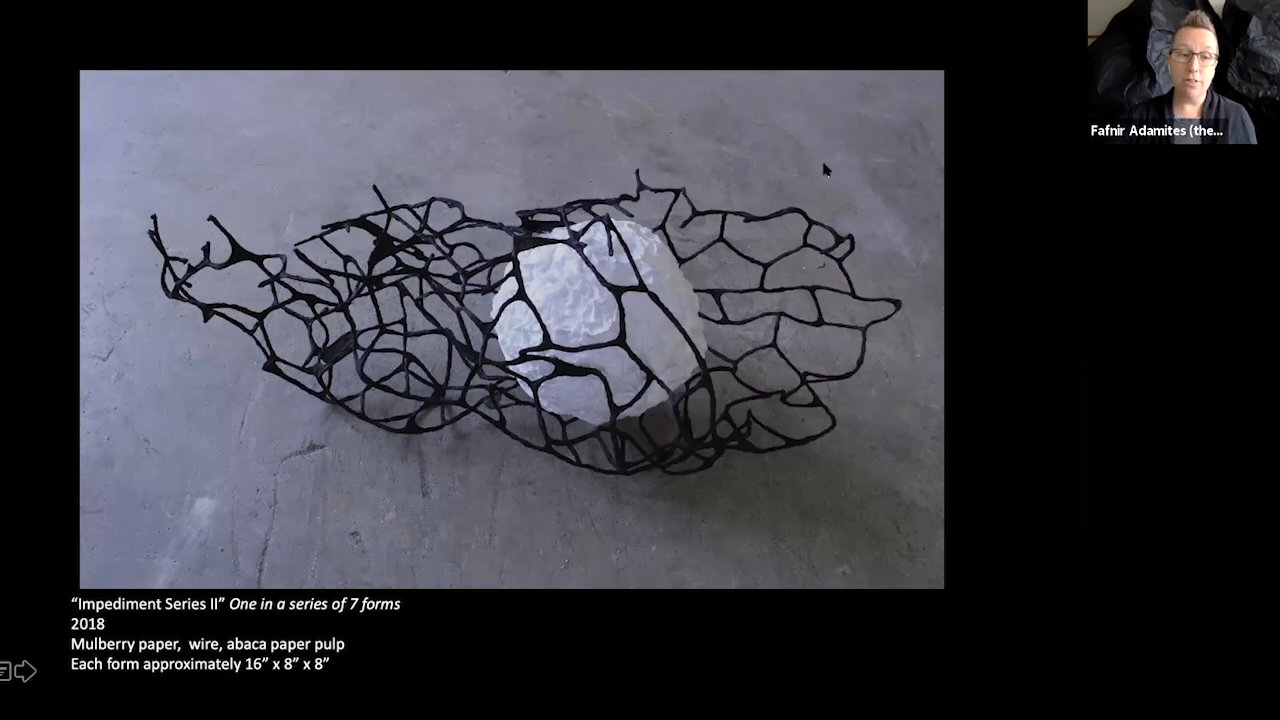 Fafnir Adamites (the...
“Impediment Series II” One in a series of 7 forms
2018
Mulberry paper,  wire, abaca paper pulp
Each form approximately 16” x 8” x 8”